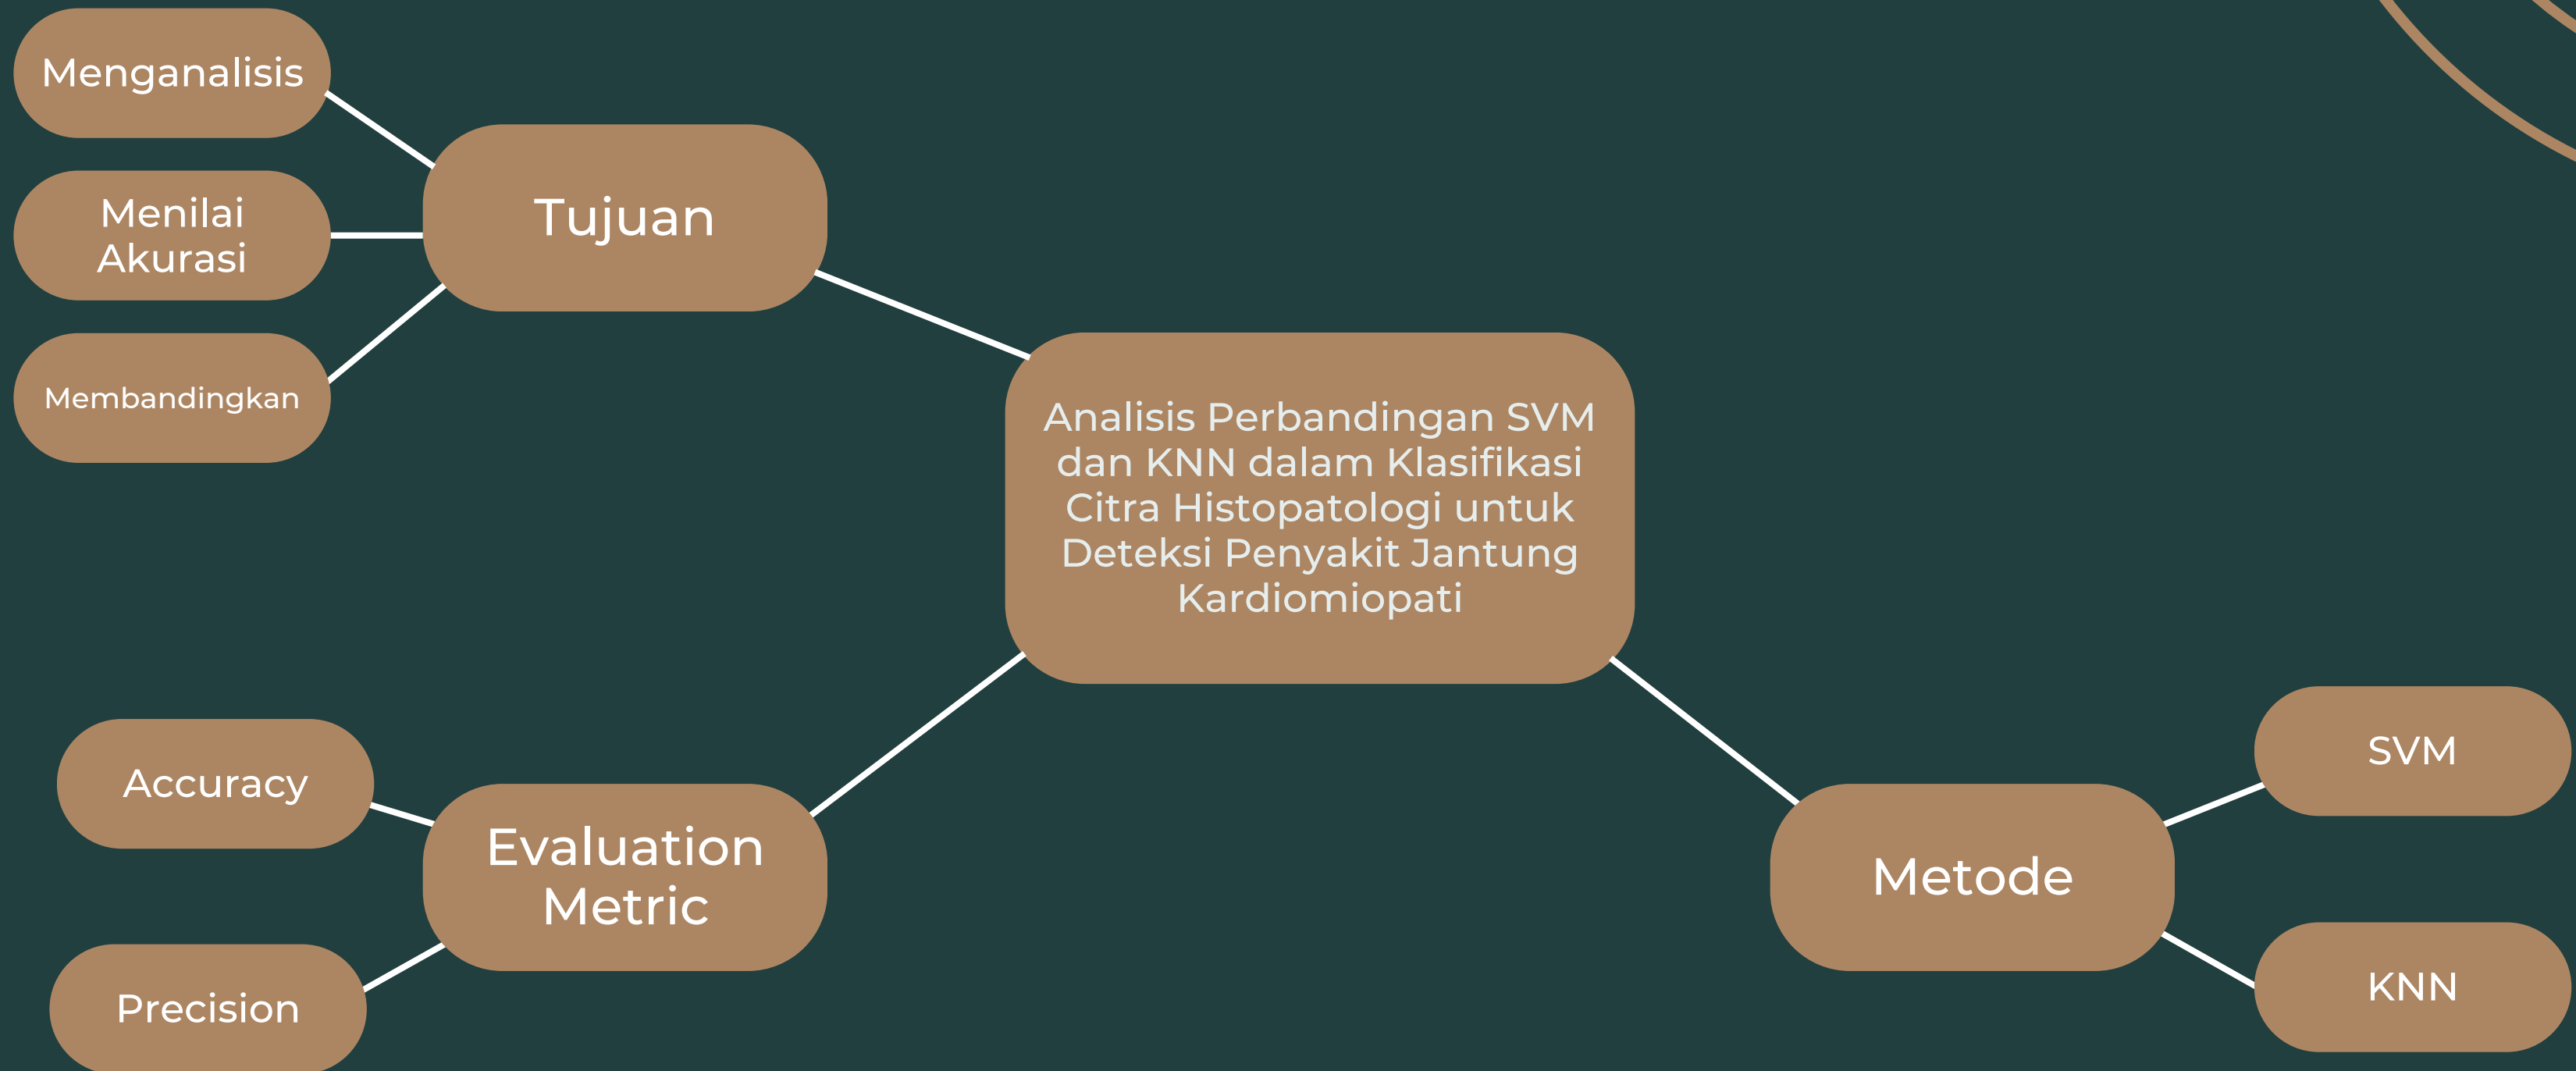 Menganalisis
Menilai
Akurasi
Membandingkan
Tujuan
Analisis Perbandingan SVM
dan KNN dalam Klasifikasi
Citra Histopatologi untuk
Deteksi Penyakit Jantung
Kardiomiopati
Accuracy
Precision
Evaluation
Metric
Metode
SVM
KNN